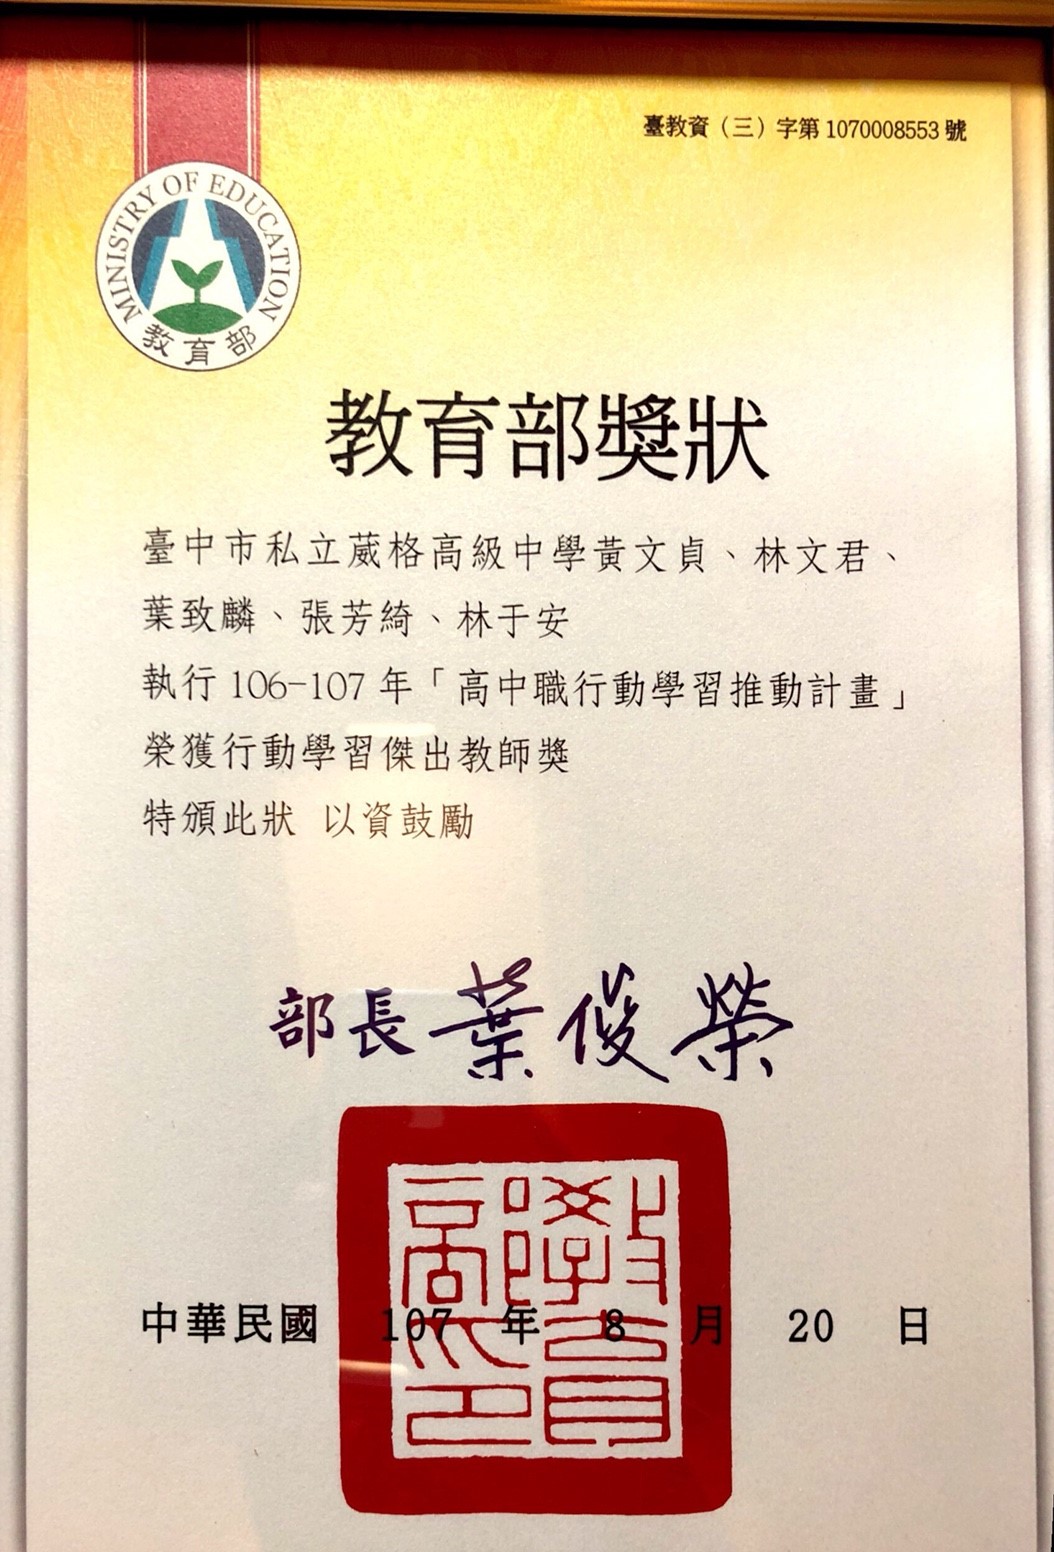 臺教資（三）字第1070008553號
MINISTRY OF EDUCATION
教育部
教育部獎狀
臺中市私立葳格高級中學黃文貞、林文君、
葉致麟、張芳綺、林于安
執行106-107年「高中職行動學習推動計畫」
榮獲行動學習傑出教師獎
特頒此狀 以資鼓勵
部長 葉俊榮
教育部印
中華民國 107 年 8 月 20 日